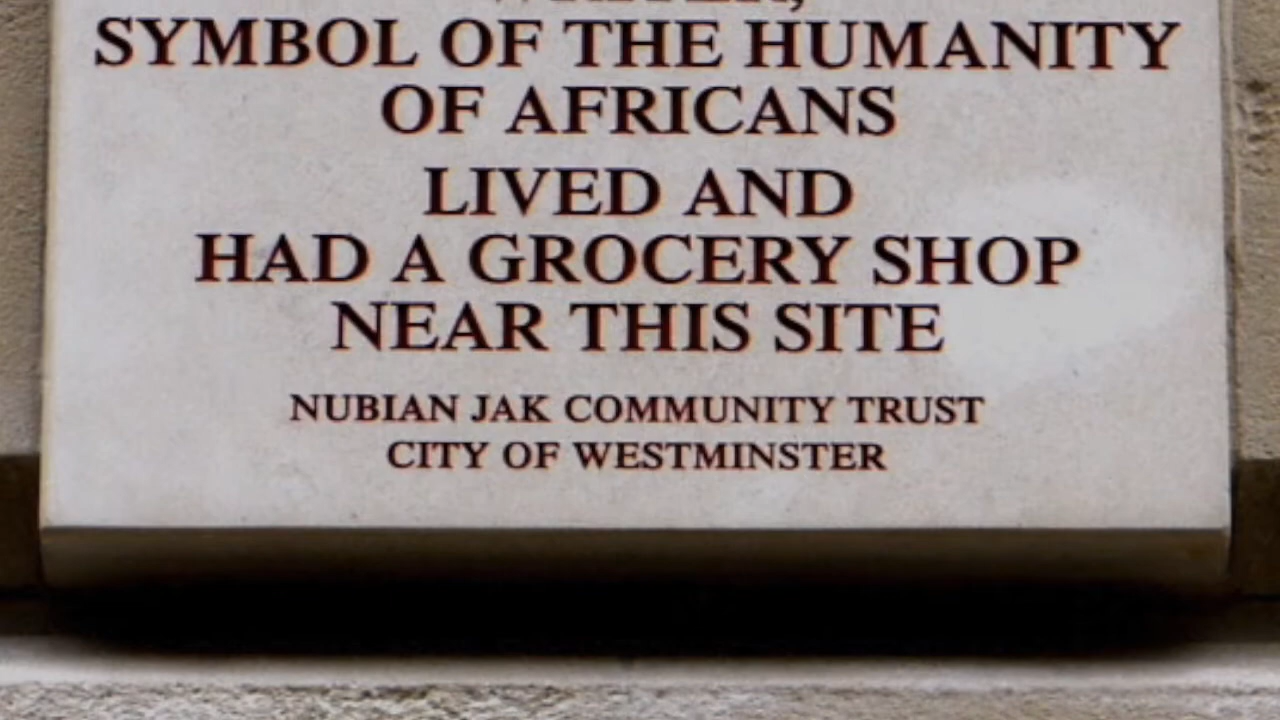 WRITER,
SYMBOL OF THE HUMANITY
OF AFRICANS
LIVED AND
HAD A GROCERY SHOP
NEAR THIS SITE
NUBIAN JAK COMMUNITY TRUST
CITY OF WESTMINSTER